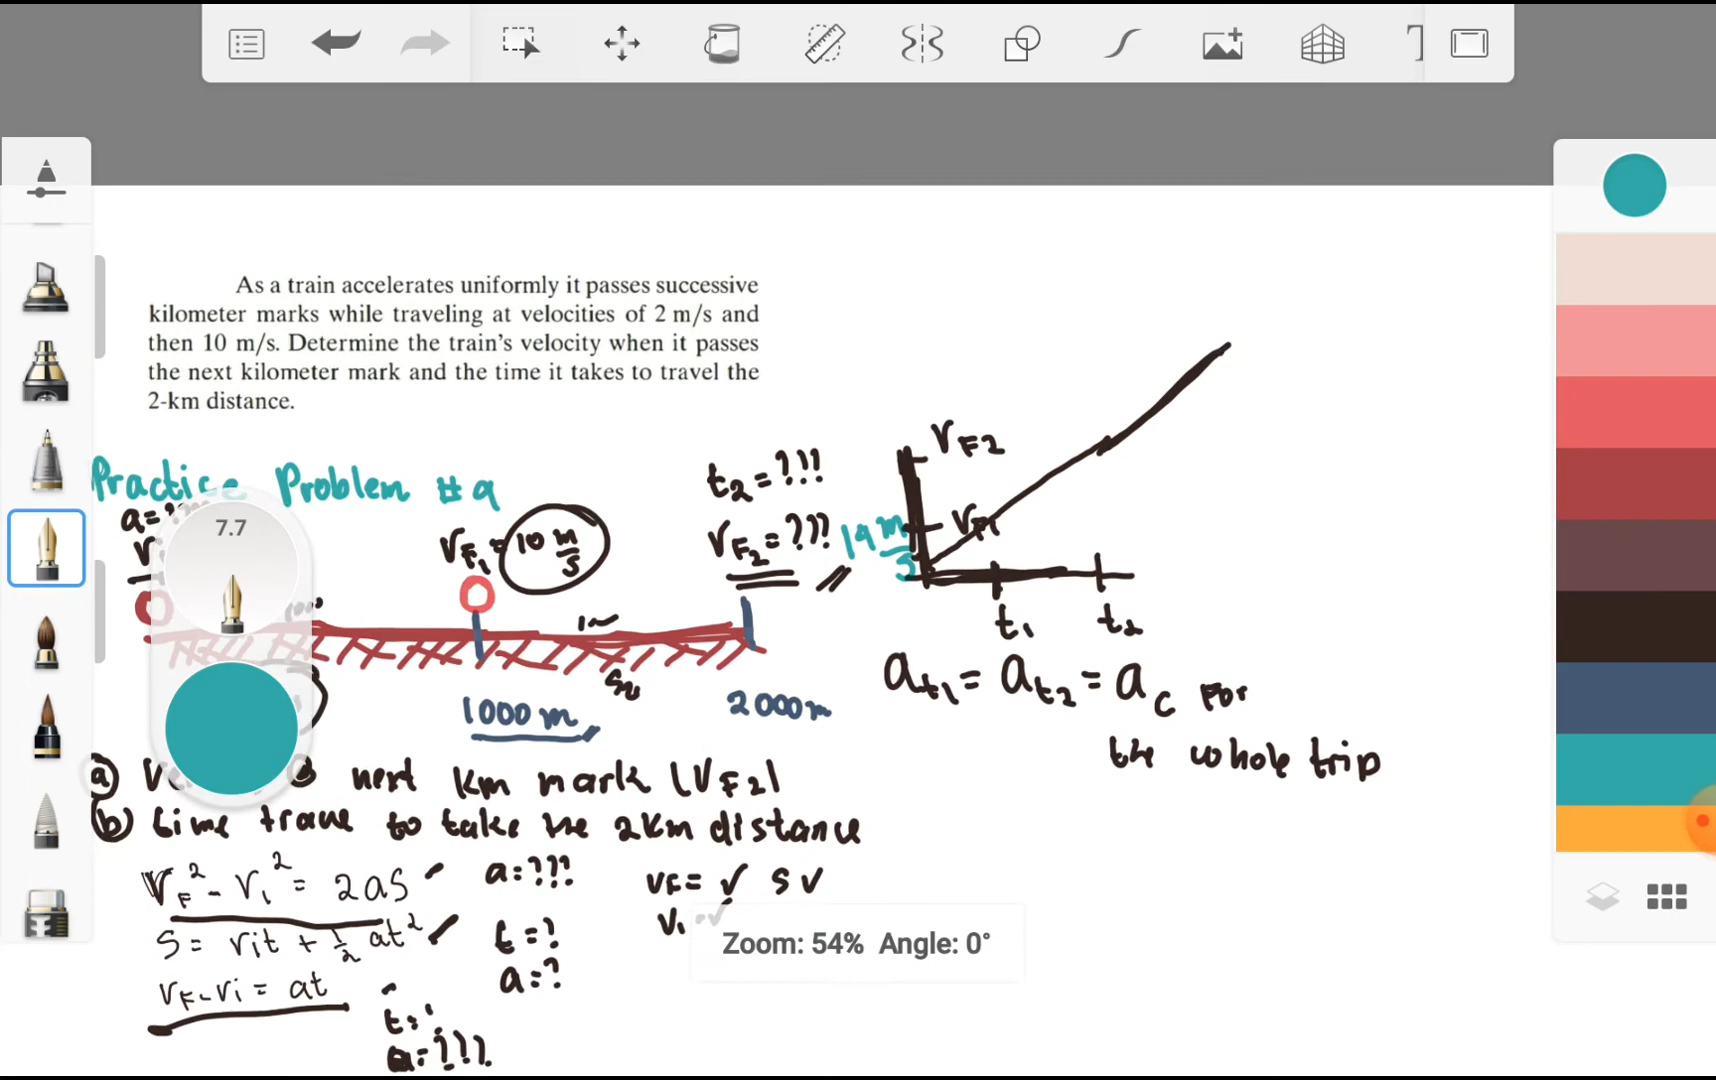 As a train accelerates uniformly it passes successive
kilometer marks while traveling at velocities of 2 m/s and
then 10 m/s. Determine the train's velocity when it passes
the next kilometer mark and the time it takes to travel the
2-km distance.
Practice Problem #9
a=
7.7
VF1 = 10 m/s
t2 = ???
VF2 = ???
14 m/s
VF2
VF1
t1 t2
1000 m
2000 m
at1 = at2 = ac For
the whole trip
a) next Km mark (VF2)
b) time trave to take the 2Km distance
VF² - Vi² = 2aS
a = ???
VF = ✓ S ✓
Vi - ✓
S = Vit + 1/2 at²
t = ?
a = ?
VF - Vi = at
a = !!!
Zoom: 54% Angle: 0°